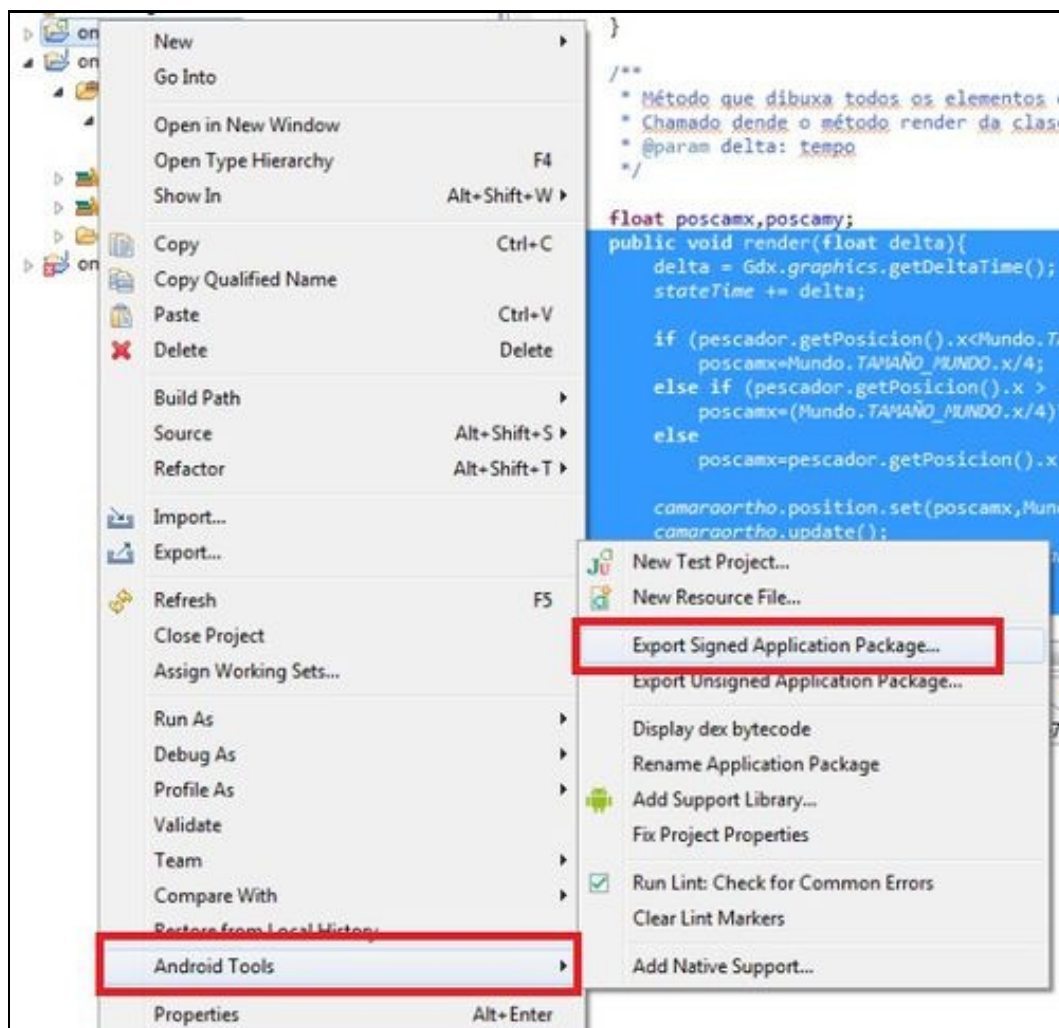 on
on
on
New
Go Into
Open in New Window
Open Type Hierarchy F4
Show In Alt+Shift+W
Copy Ctrl+C
Copy Qualified Name
Paste Ctrl+V
Delete Delete
Build Path
Source Alt+Shift+S
Refactor Alt+Shift+T
Import...
Export...
Refresh F5
Close Project
Assign Working Sets...
Run As
Debug As
Profile As
Validate
Team
Compare With
Restore from Local History
Android Tools
Properties Alt+Enter
}
/**
* Método que dibuxa todos os elementos
* Chamado dende o método render da clas
* @param delta: tempo
*/
float poscamx,poscamy;
public void render(float delta){
delta = Gdx.graphics.getDeltaTime();
stateTime += delta;
if (pescador.getPosicion().x<Mundo.TA
poscamx=Mundo.TAMAÑO_MUNDO.x/4;
else if (pescador.getPosicion().x >
poscamx=(Mundo.TAMAÑO_MUNDO.x/4)
else
poscamx=pescador.getPosicion().x
camaraortho.position.set(poscamx,Mun
camaraortho.update();
New Test Project...
New Resource File...
Export Signed Application Package...
Export Unsigned Application Package...
Display dex bytecode
Rename Application Package
Add Support Library...
Fix Project Properties
Run Lint: Check for Common Errors
Clear Lint Markers
Add Native Support...